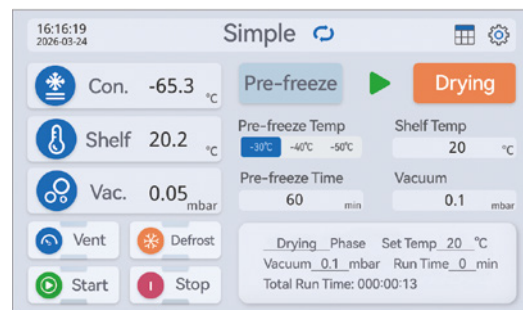 16:16:19
2026-03-24
Simple
Con. -65.3 °C
Pre-freeze
Drying
Shelf 20.2 °C
Pre-freeze Temp
-30°C -40°C -50°C
Shelf Temp
20 °C
Vac. 0.05 mbar
Pre-freeze Time
60 min
Vacuum
0.1 mbar
Vent
Defrost
Start
Stop
Drying Phase Set Temp 20 °C
Vacuum 0.1 mbar Run Time 0 min
Total Run Time: 000:00:13